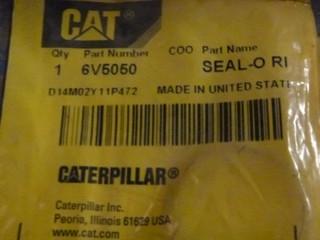 CAT
Qty Part Number COO Part Name
1 6V5050 SEAL-O RI
D14M02Y11P472 MADE IN UNITED STATES
CATERPILLAR®
Caterpillar Inc.
Peoria, Illinois 61629 USA
www.cat.com